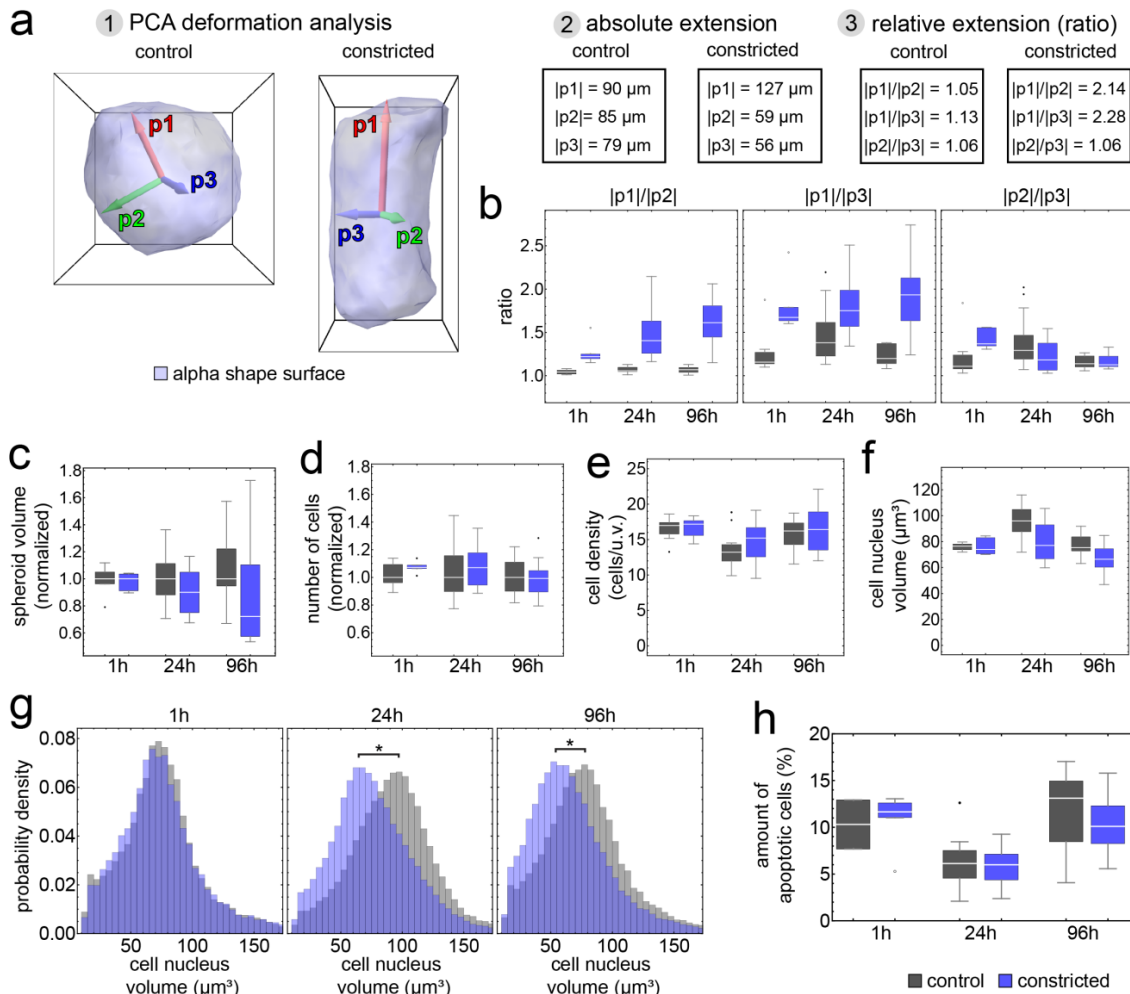 a
1 PCA deformation analysis
control
constricted
p1
p2
p3
p1
p3
p2
alpha shape surface
2 absolute extension
control
constricted
|p1| = 90 µm
|p2|= 85 µm
|p3| = 79 µm
|p1| = 127 µm
|p2| = 59 µm
|p3| = 56 µm
3 relative extension (ratio)
control
constricted
|p1|/|p2| = 1.05
|p1|/|p3| = 1.13
|p2|/|p3| = 1.06
|p1|/|p2| = 2.14
|p1|/|p3| = 2.28
|p2|/p3| = 1.06
b
|p1|/|p2|
|p1|/|p3|
|p2|/|p3|
ratio
2.5
2.0
1.5
1.0
1h 24h 96h
1h 24h 96h
1h 24h 96h
c
spheroid volume
(normalized)
1.8
1.6
1.4
1.2
1.0
0.8
0.6
1h 24h 96h
d
number of cells
(normalized)
1.8
1.6
1.4
1.2
1.0
0.8
0.6
1h 24h 96h
e
cell density
(cells/u.v.)
25
20
15
10
5
0
1h 24h 96h
f
cell nucleus
volume (µm³)
120
100
80
60
40
20
0
1h 24h 96h
g
1h
24h
96h
probability density
0.08
0.06
0.04
0.02
0.00
*
*
50 100 150
50 100 150
50 100 150
cell nucleus
volume (µm³)
cell nucleus
volume (µm³)
cell nucleus
volume (µm³)
h
amount of
apoptotic cells (%)
20
15
10
5
0
1h 24h 96h
control constricted